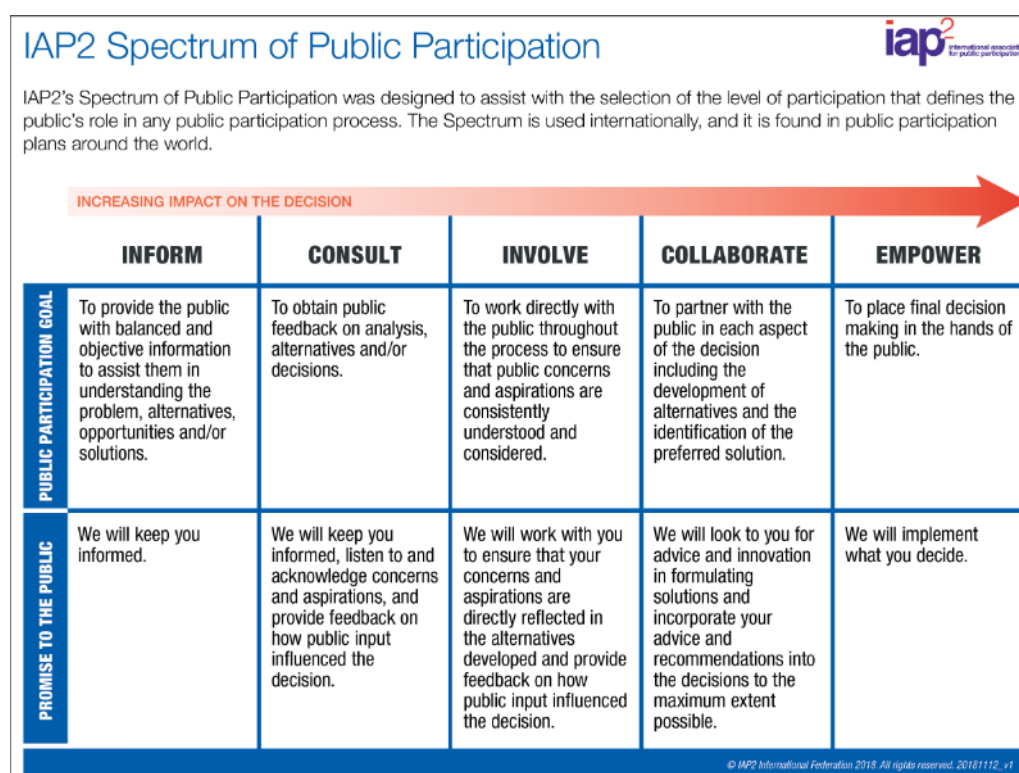 IAP2 Spectrum of Public Participation
iap2
international associati
for public participation
IAP2's Spectrum of Public Participation was designed to assist with the selection of the level of participation that defines the
public's role in any public participation process. The Spectrum is used internationally, and it is found in public participation
plans around the world.
INCREASING IMPACT ON THE DECISION
INFORM
CONSULT
INVOLVE
COLLABORATE
EMPOWER
PUBLIC PARTICIPATION GOAL
To provide the public
with balanced and
objective information
to assist them in
understanding the
problem, alternatives,
opportunities and/or
solutions.
To obtain public
feedback on analysis,
alternatives and/or
decisions.
To work directly with
the public throughout
the process to ensure
that public concerns
and aspirations are
consistently
understood and
considered.
To partner with the
public in each aspect
of the decision
including the
development of
alternatives and the
identification of the
preferred solution.
To place final decision
making in the hands of
the public.
PROMISE TO THE PUBLIC
We will keep you
informed.
We will keep you
informed, listen to and
acknowledge concerns
and aspirations, and
provide feedback on
how public input
influenced the
decision.
We will work with you
to ensure that your
concerns and
aspirations are
directly reflected in
the alternatives
developed and provide
feedback on how
public input influenced
the decision.
We will look to you for
advice and innovation
in formulating
solutions and
incorporate your
advice and
recommendations into
the decisions to the
maximum extent
possible.
We will implement
what you decide.
© IAP2 International Federation 2018. All rights reserved. 20181112_v1